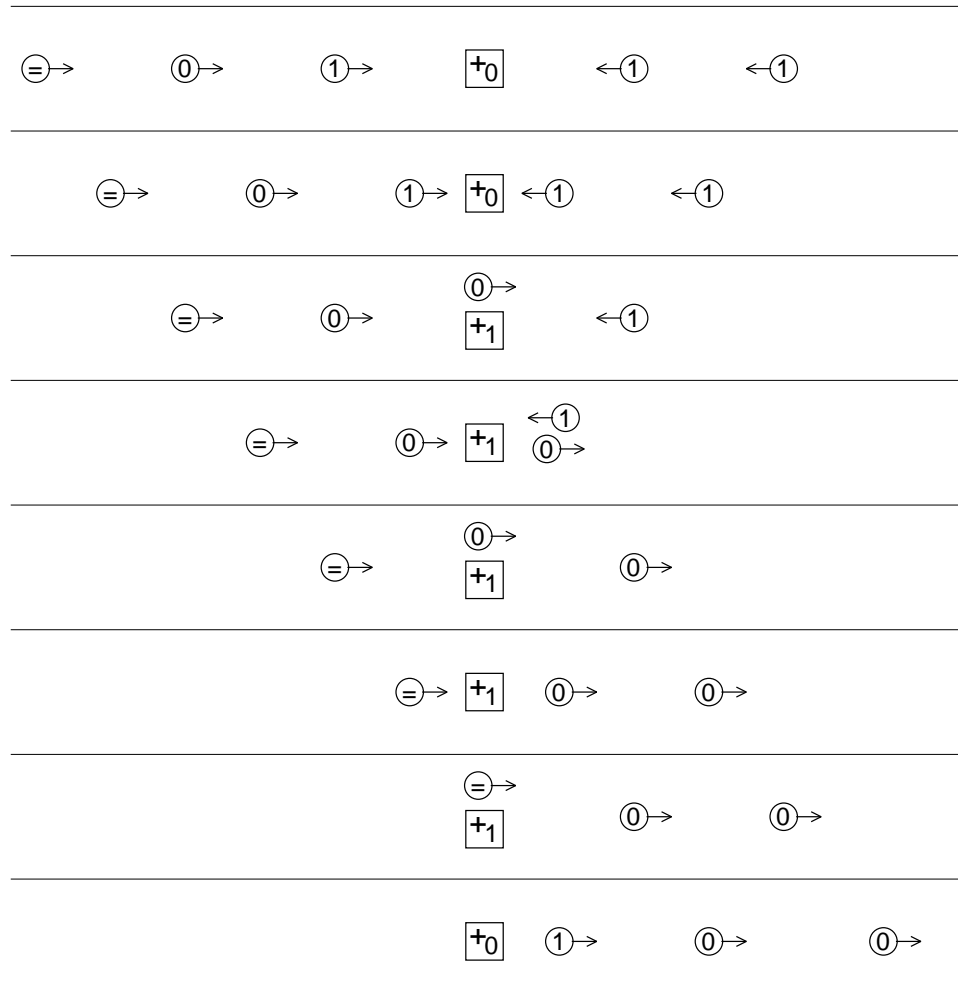 = 0 1 +0 1 1
= 0 1 +0 1 1
0
= 0 +1 1
1
= 0 +1 0
0
= +1 0
= +1 0 0
=
+1 0 0
+0 1 0 0